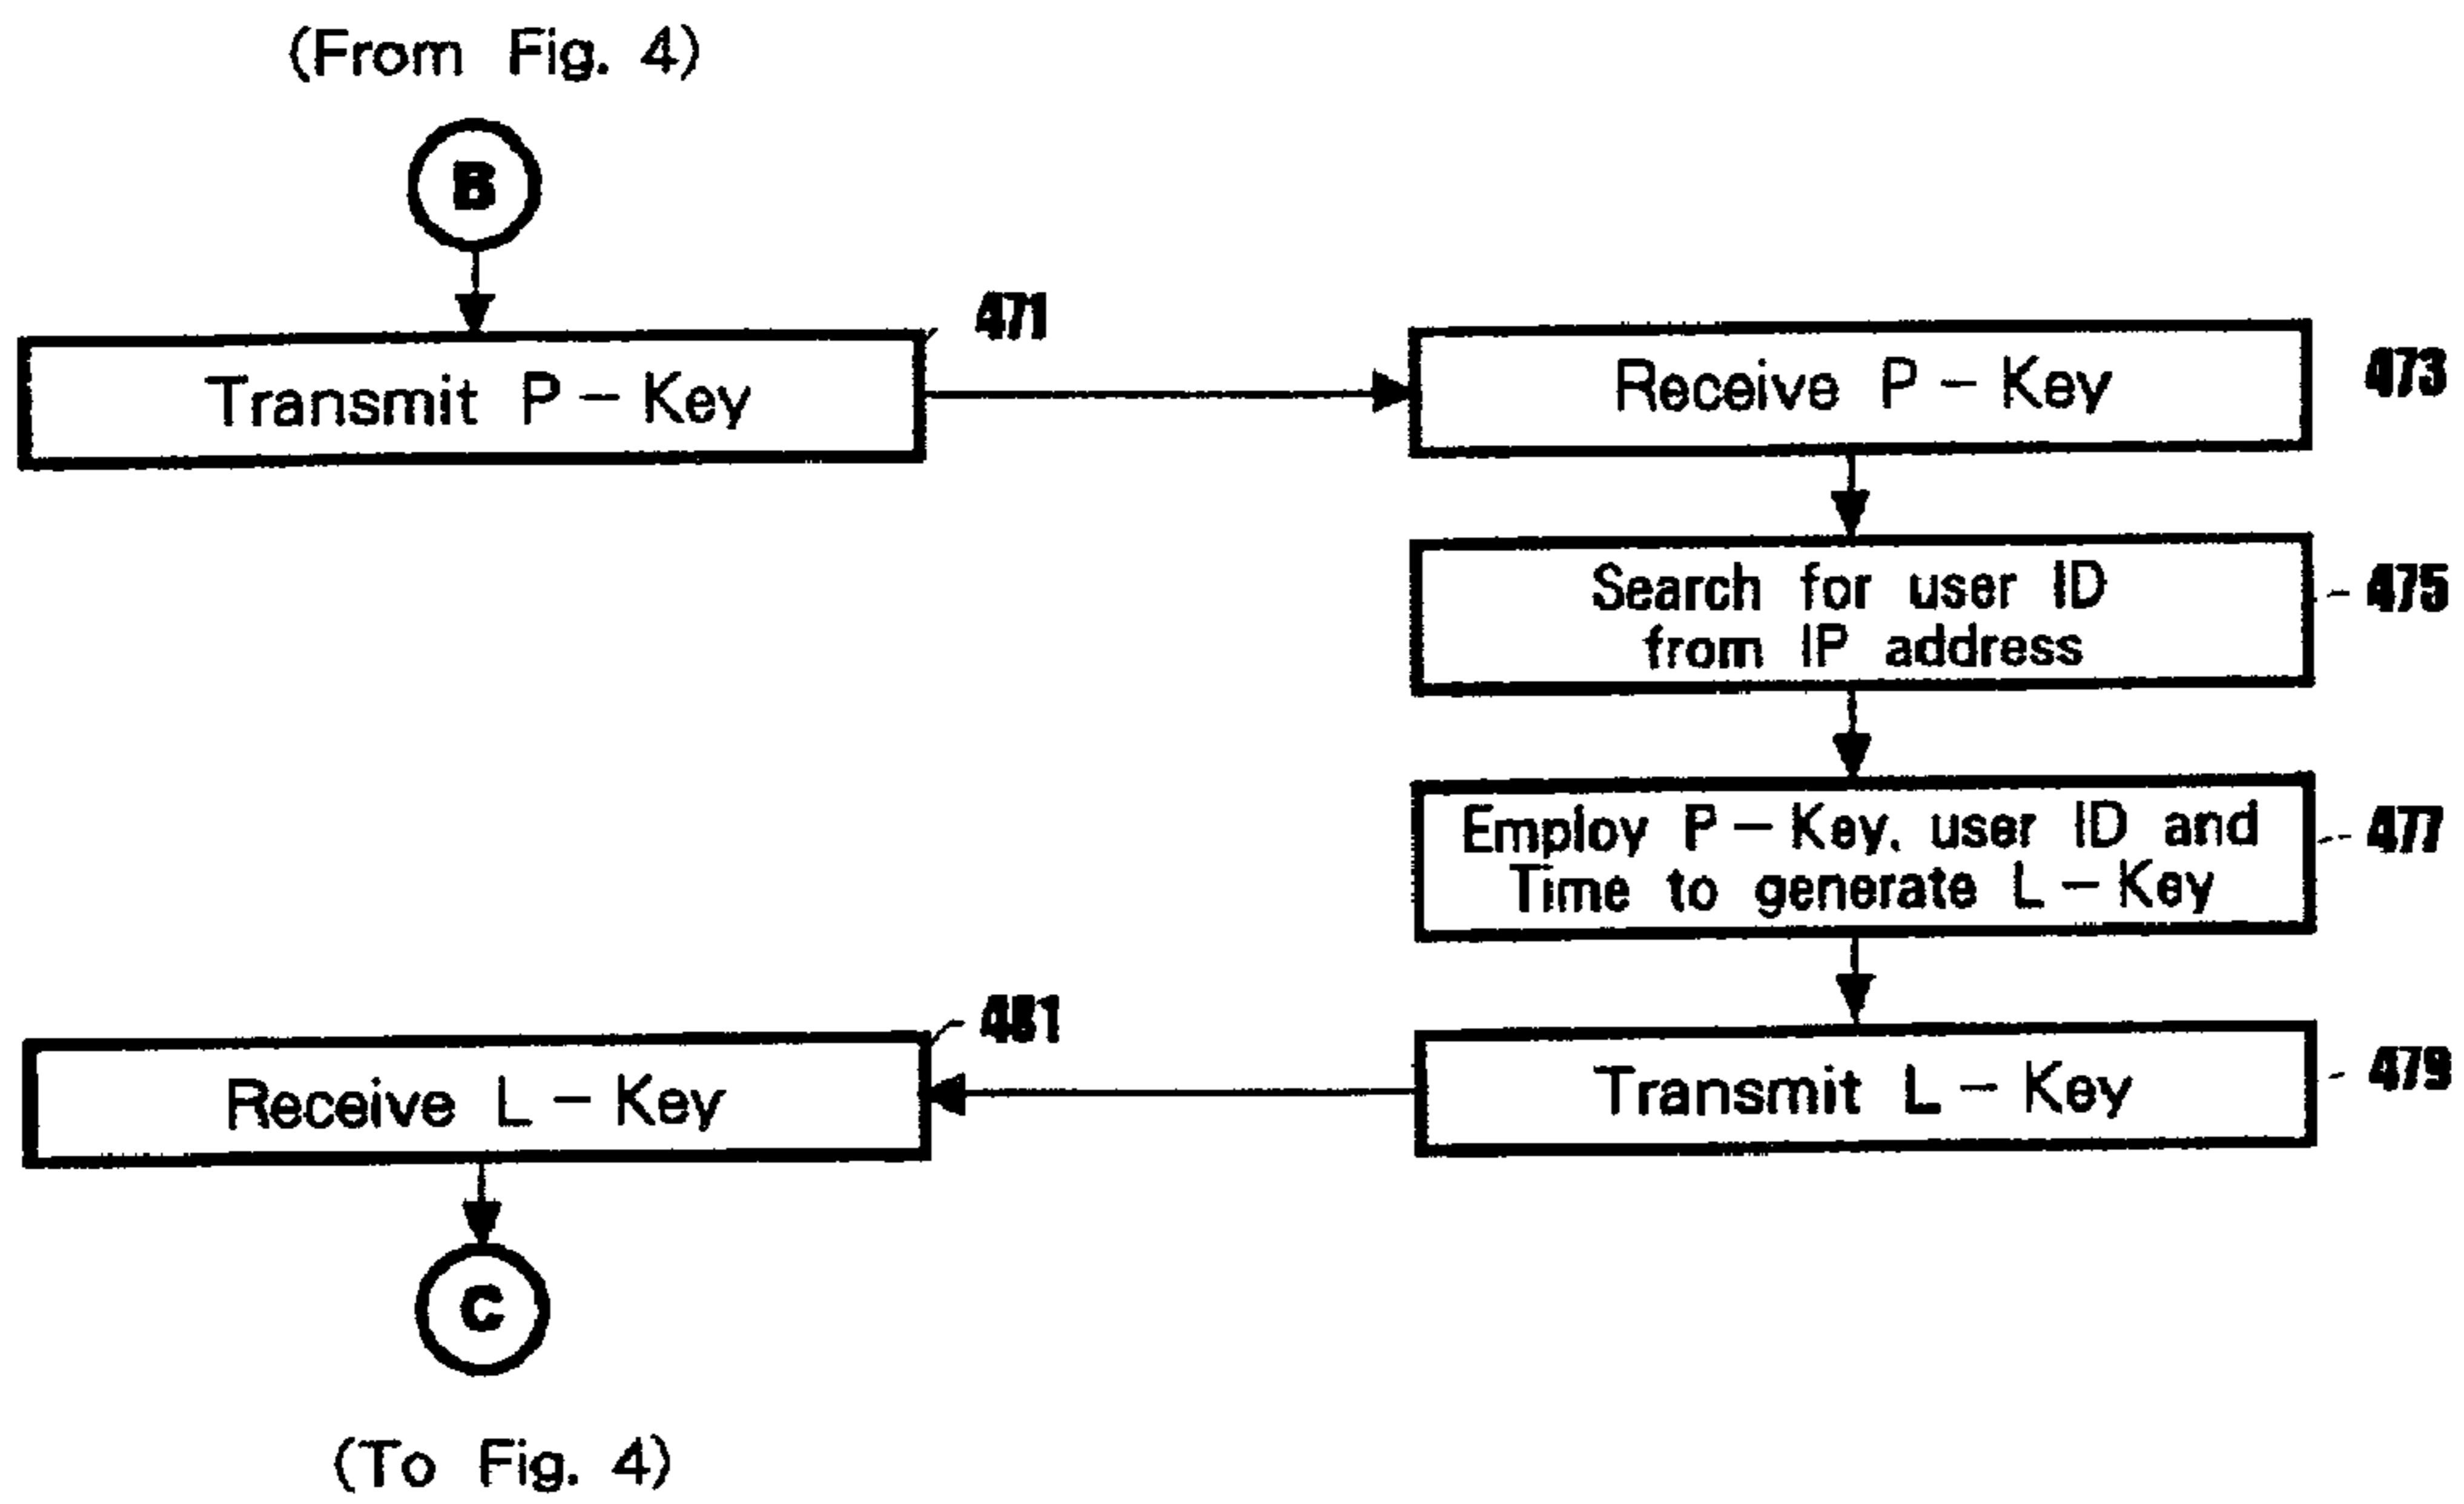 (From Fig. 4)
B
471
Transmit P-Key
Receive P-Key
473
Search for user ID
from IP address
475
Employ P-Key, user ID and
Time to generate L-Key
477
481
Receive L-Key
Transmit L-Key
479
C
(To Fig. 4)